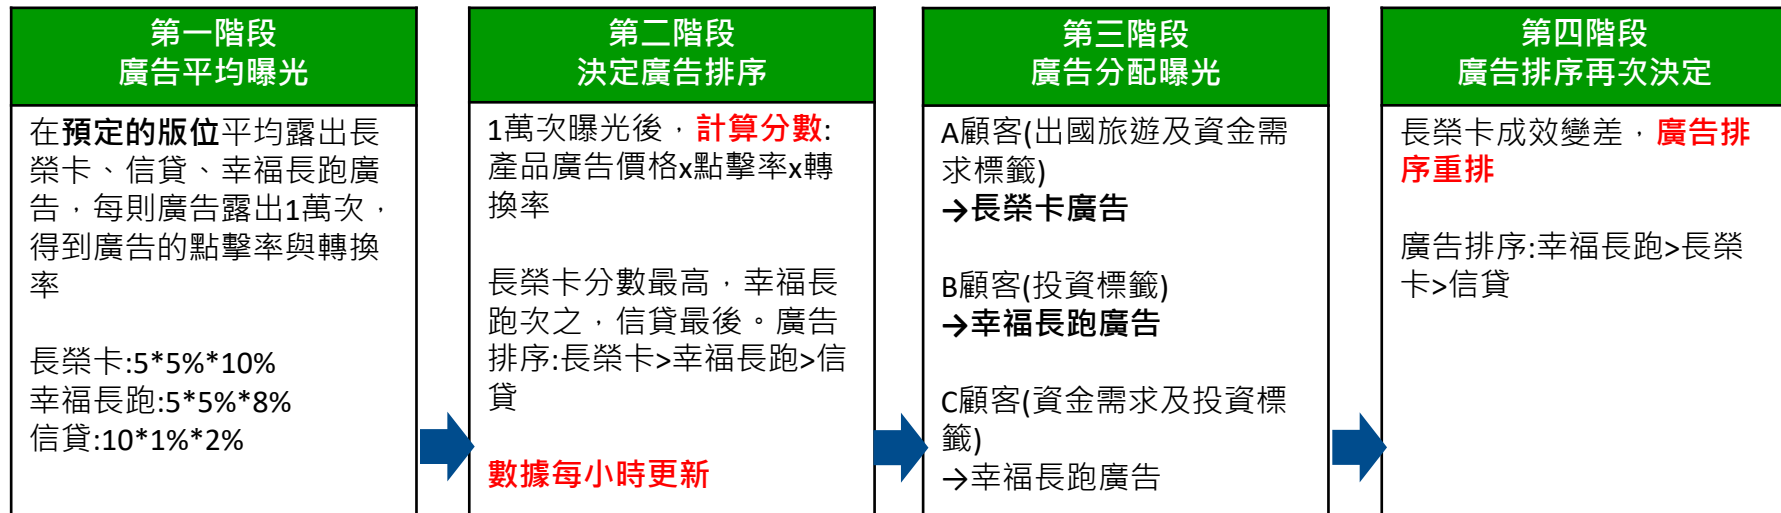 第一階段
廣告平均曝光
在預定的版位平均露出長
榮卡、信貸、幸福長跑廣
告，每則廣告露出1萬次，
得到廣告的點擊率與轉換
率
長榮卡:5*5%*10%
幸福長跑:5*5%*8%
信貸:10*1%*2%
第二階段
決定廣告排序
1萬次曝光後，計算分數:
產品廣告價格x點擊率x轉
換率
長榮卡分數最高，幸福長
跑次之，信貸最後。廣告
排序:長榮卡>幸福長跑>信
貸
數據每小時更新
第三階段
廣告分配曝光
A顧客(出國旅遊及資金需
求標籤)
→長榮卡廣告
B顧客(投資標籤)
→幸福長跑廣告
C顧客(資金需求及投資標
籤)
→幸福長跑廣告
第四階段
廣告排序再次決定
長榮卡成效變差，廣告排
序重排
廣告排序:幸福長跑>長榮
卡>信貸